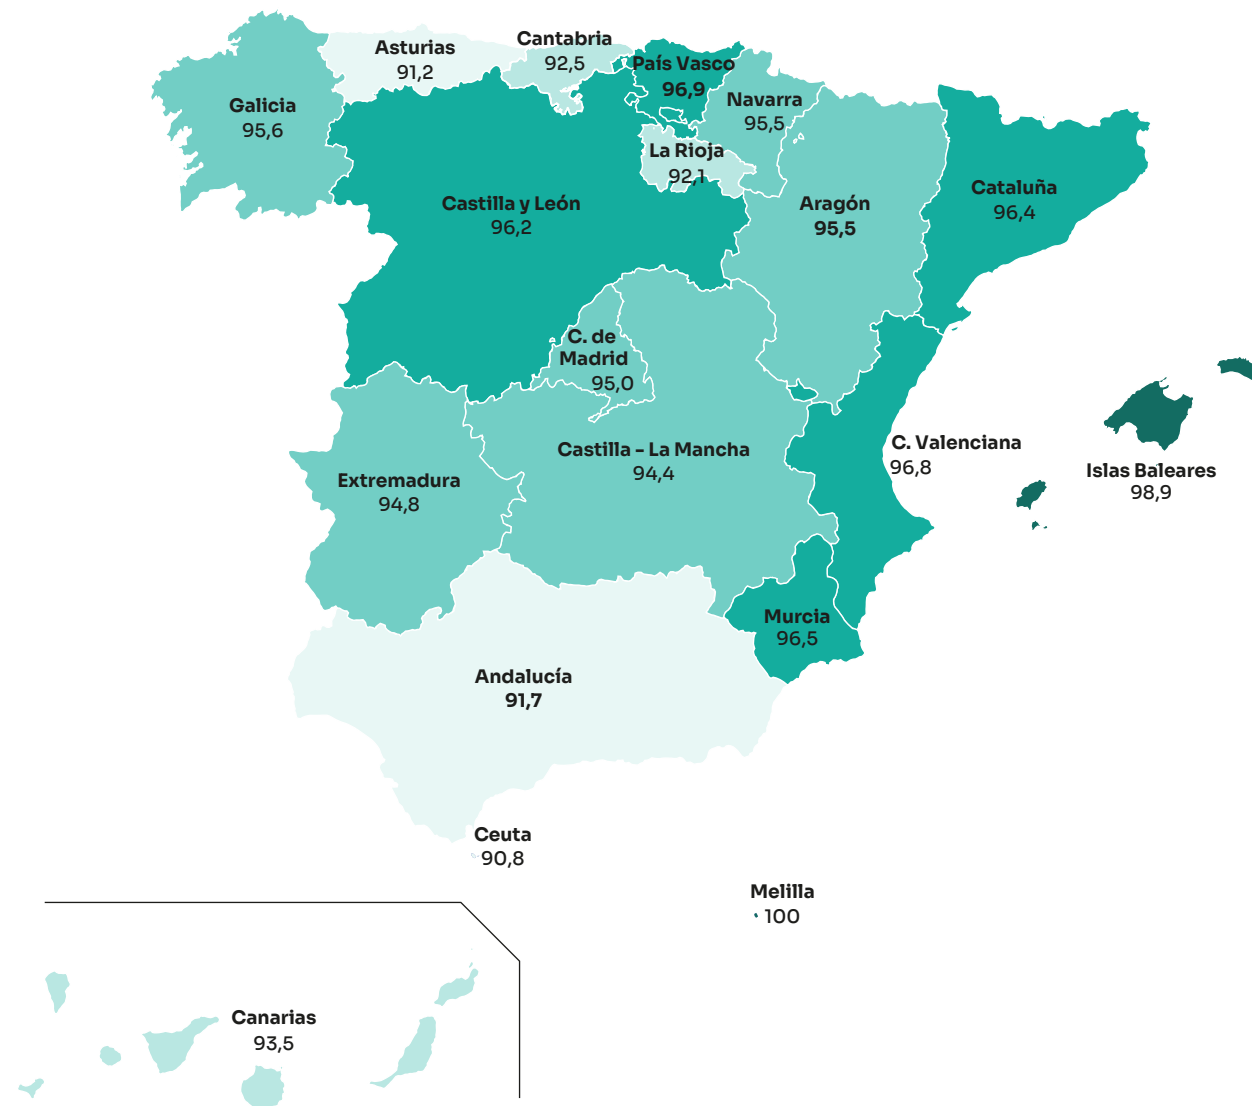 Asturias
91,2
Cantabria
92,5
País Vasco
96,9
Navarra
95,5
Galicia
95,6
La Rioja
92,1
Castilla y León
96,2
Aragón
95,5
Cataluña
96,4
C. de
Madrid
95,0
Castilla - La Mancha
94,4
C. Valenciana
96,8
Islas Baleares
98,9
Extremadura
94,8
Murcia
96,5
Andalucía
91,7
Ceuta
90,8
Melilla
100
Canarias
93,5